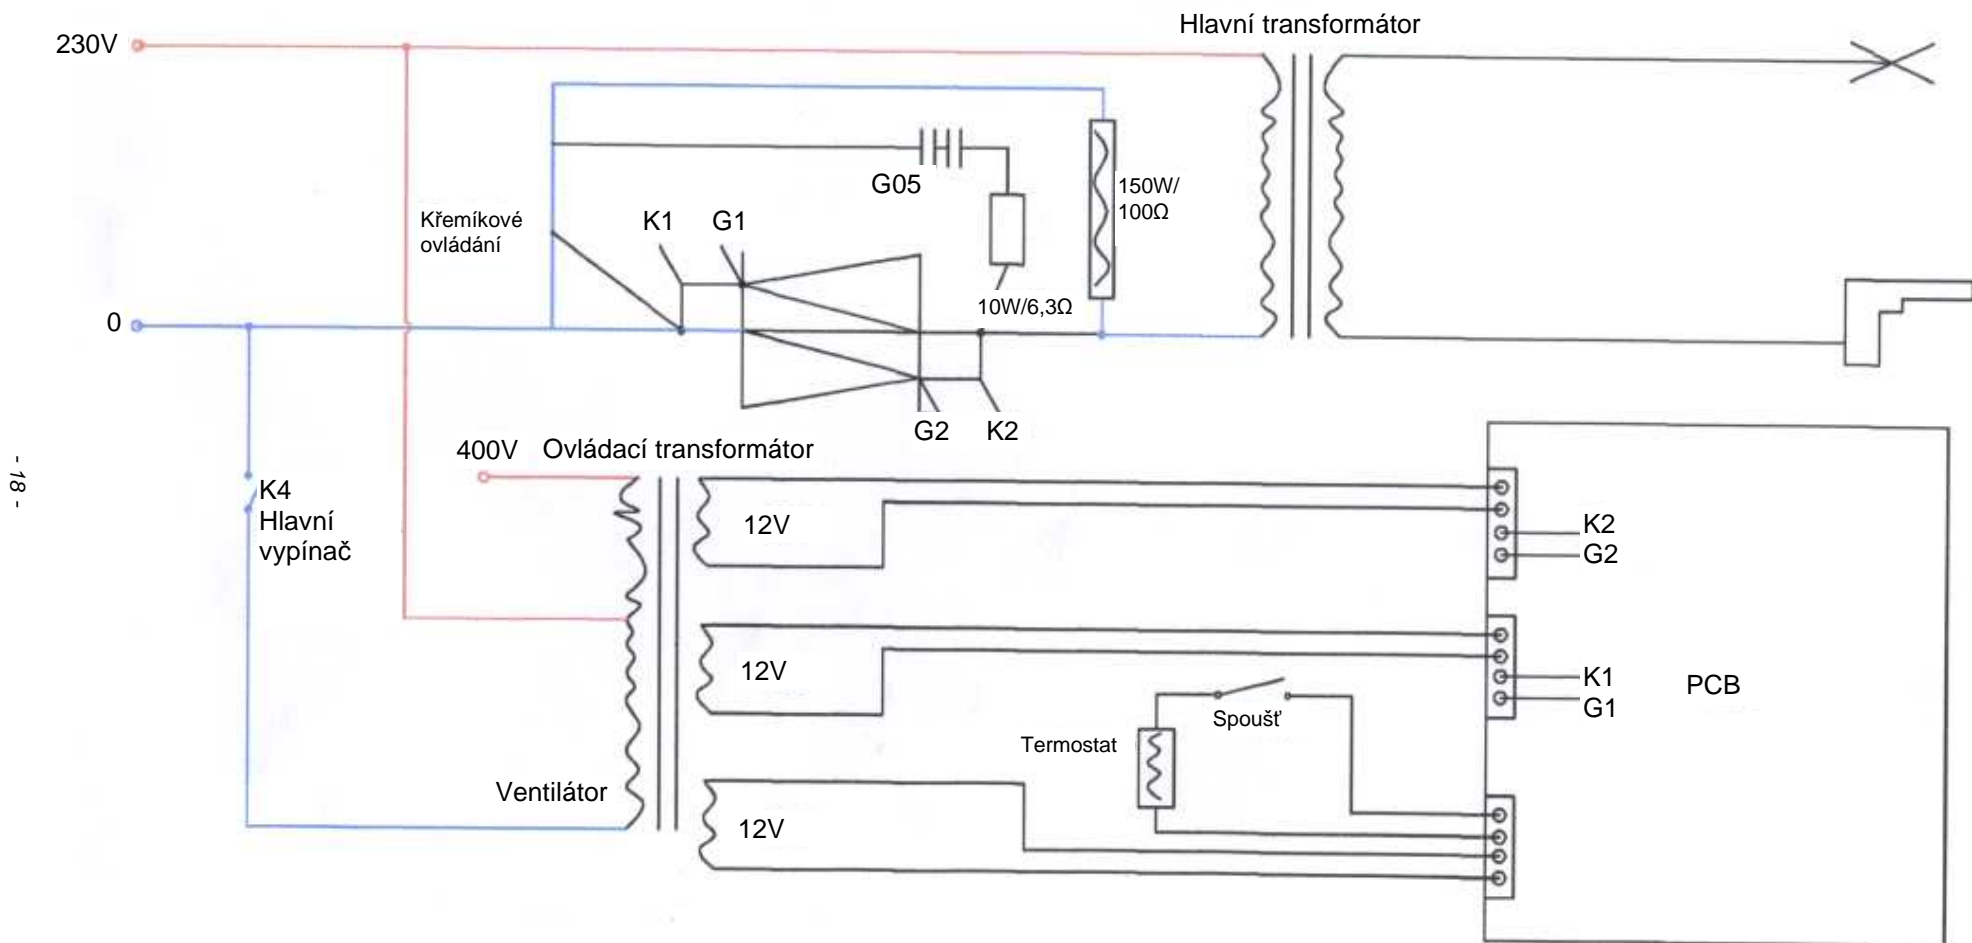 Hlavní transformátor
230V
G05
150W/
100Ω
Křemíkové
ovládání
K1
G1
10W/6,3Ω
0
G2
K2
400V
Ovládací transformátor
- 18 -
K4
Hlavní
vypínač
12V
K2
G2
12V
K1
G1
PCB
Spoušť
Termostat
Ventilátor
12V